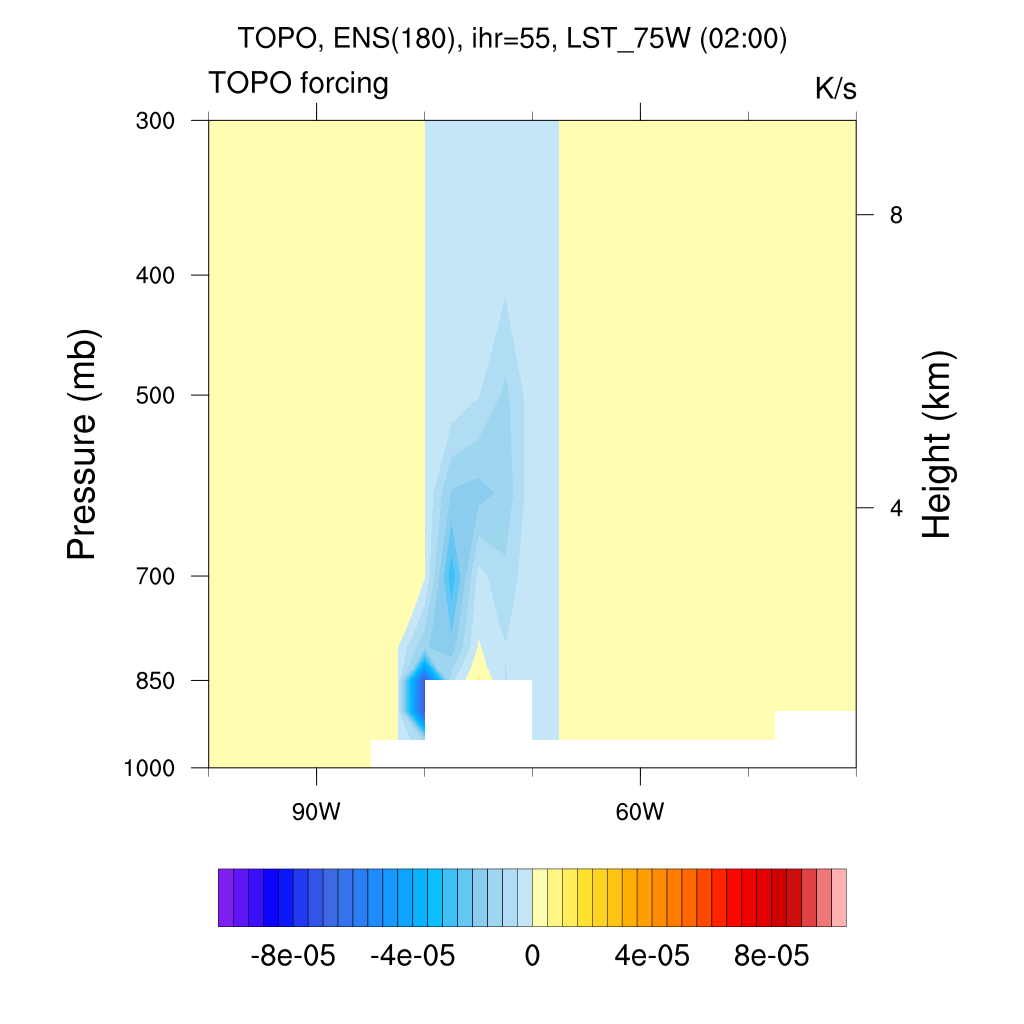 TOPO, ENS(180), ihr=55, LST_75W (02:00)
TOPO forcing
K/s
300
400
500
700
850
1000
Pressure (mb)
8
4
Height (km)
90W
60W
-8e-05
-4e-05
0
4e-05
8e-05